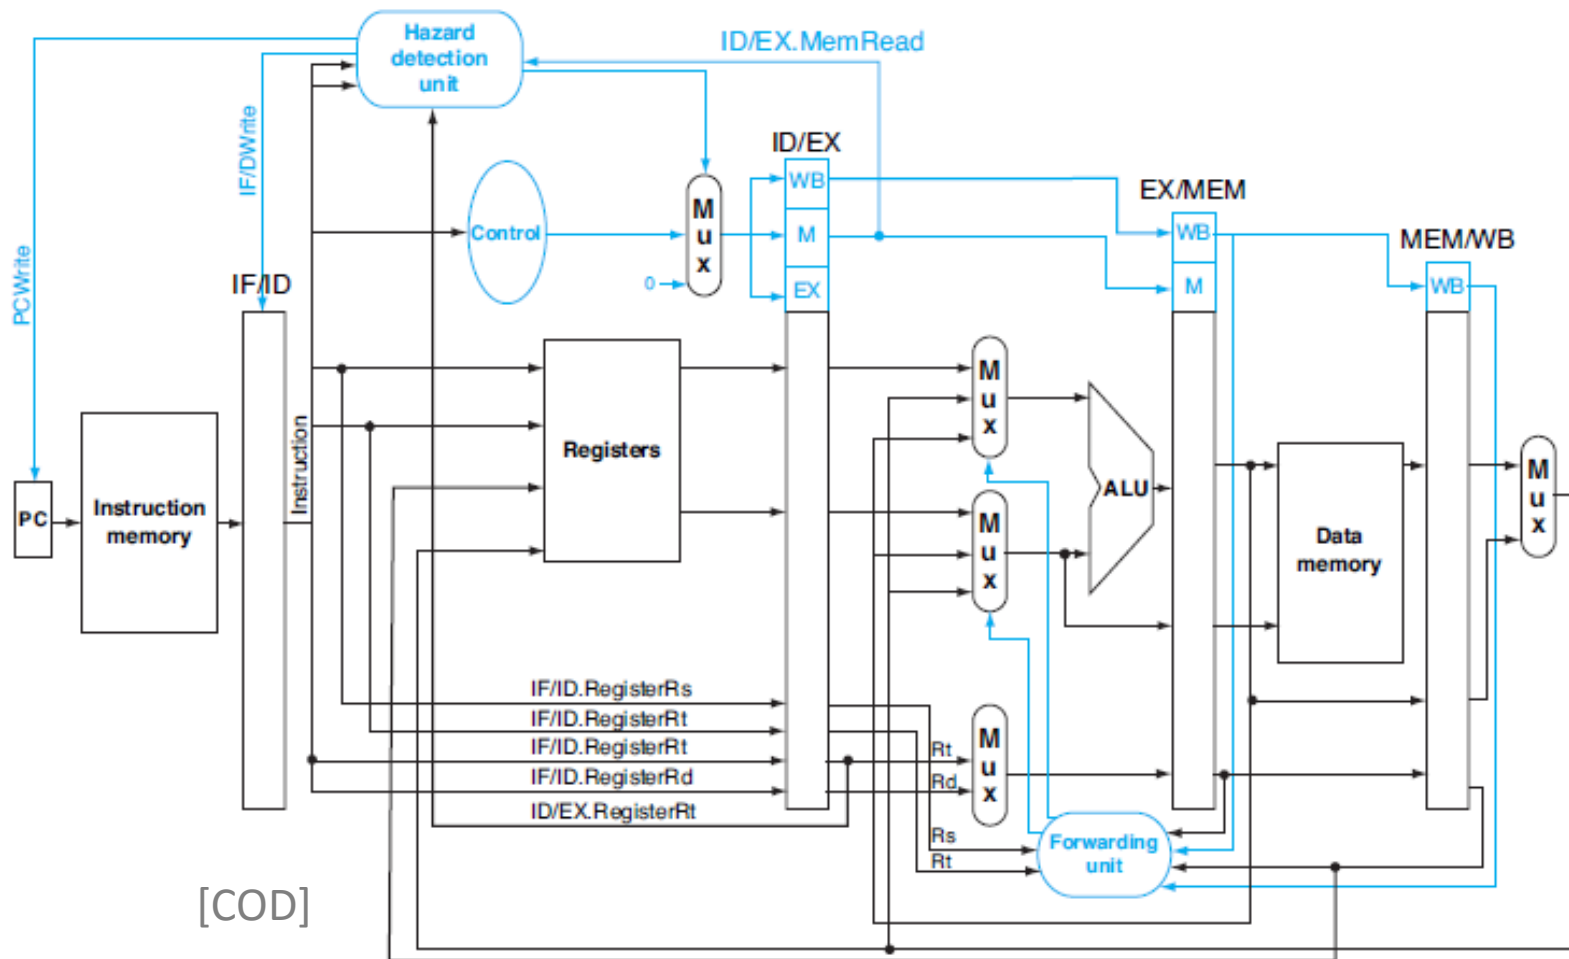 Hazard
detection
unit
ID/EX.MemRead
PCWrite
IF/DWrite
ID/EX
WB
M
EX
Control
0
M
u
x
EX/MEM
WB
M
MEM/WB
WB
IF/ID
Instruction
PC
Instruction
memory
Registers
M
u
x
M
u
x
ALU
Data
memory
M
u
x
IF/ID.RegisterRs
IF/ID.RegisterRt
IF/ID.RegisterRt
IF/ID.RegisterRd
ID/EX.RegisterRt
Rt
Rd
M
u
x
Rs
Rt
Forwarding
unit
[COD]